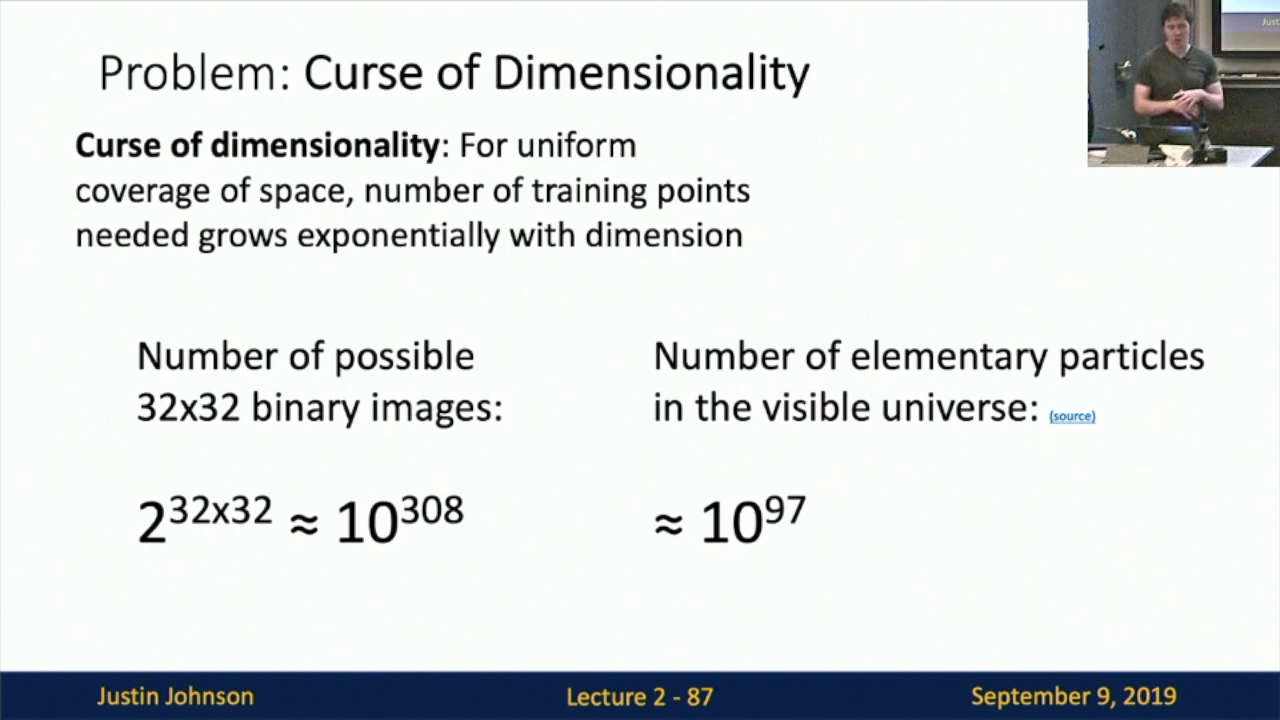 Problem: Curse of Dimensionality
Curse of dimensionality: For uniform
coverage of space, number of training points
needed grows exponentially with dimension
Number of possible
32x32 binary images:
2^32x32 ≈ 10^308
Number of elementary particles
in the visible universe: (source)
≈ 10^97
Justin Johnson
Lecture 2 - 87
September 9, 2019